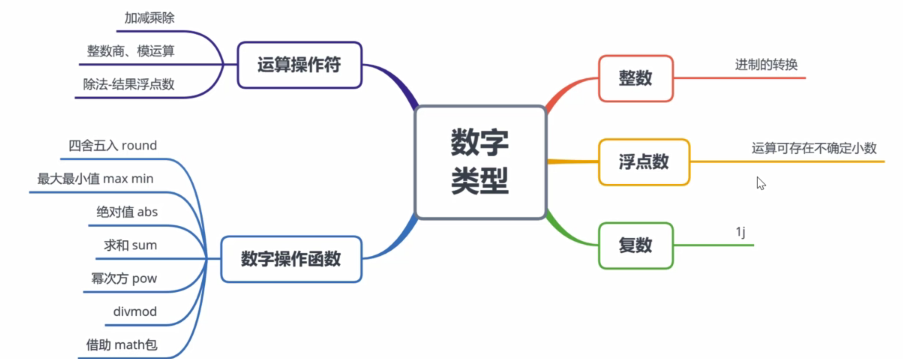 数字
类型
运算操作符
加减乘除
整数商、模运算
除法-结果浮点数
数字操作函数
四舍五入 round
最大最小值 max min
绝对值 abs
求和 sum
幂次方 pow
divmod
借助 math包
整数
进制的转换
浮点数
运算可存在不确定小数
复数
1j